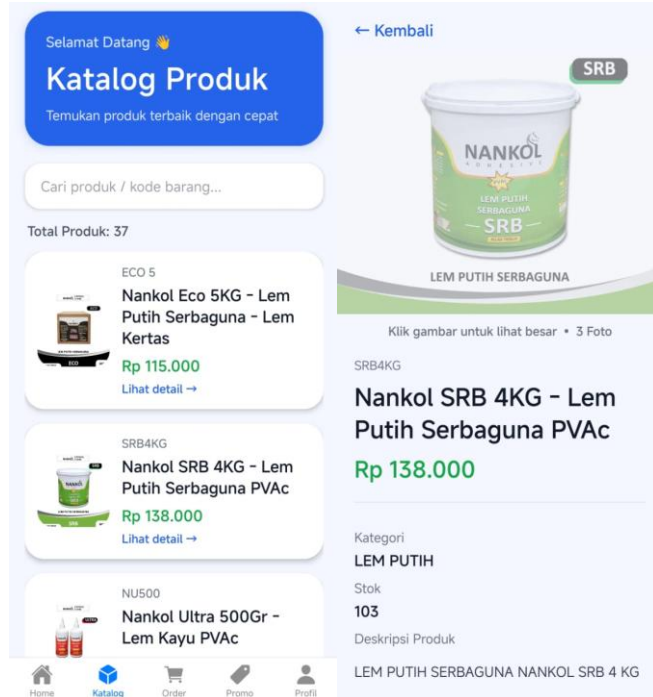 Selamat Datang 👋
Katalog Produk
Temukan produk terbaik dengan cepat
Cari produk / kode barang...
Total Produk: 37
ECO 5
Nankol Eco 5KG - Lem
Putih Serbaguna - Lem
Kertas
Rp 115.000
Lihat detail →
SRB4KG
Nankol SRB 4KG - Lem
Putih Serbaguna PVAc
Rp 138.000
Lihat detail →
NU500
Nankol Ultra 500Gr -
Lem Kayu PVAc
Home
Katalog
Order
Promo
Profil
← Kembali
SRB
NANKOL
ADHESIVES
LEM PUTIH
SERBAGUNA
SRB
LEM PUTIH SERBAGUNA
Klik gambar untuk lihat besar • 3 Foto
SRB4KG
Nankol SRB 4KG - Lem
Putih Serbaguna PVAc
Rp 138.000
Kategori
LEM PUTIH
Stok
103
Deskripsi Produk
LEM PUTIH SERBAGUNA NANKOL SRB 4 KG